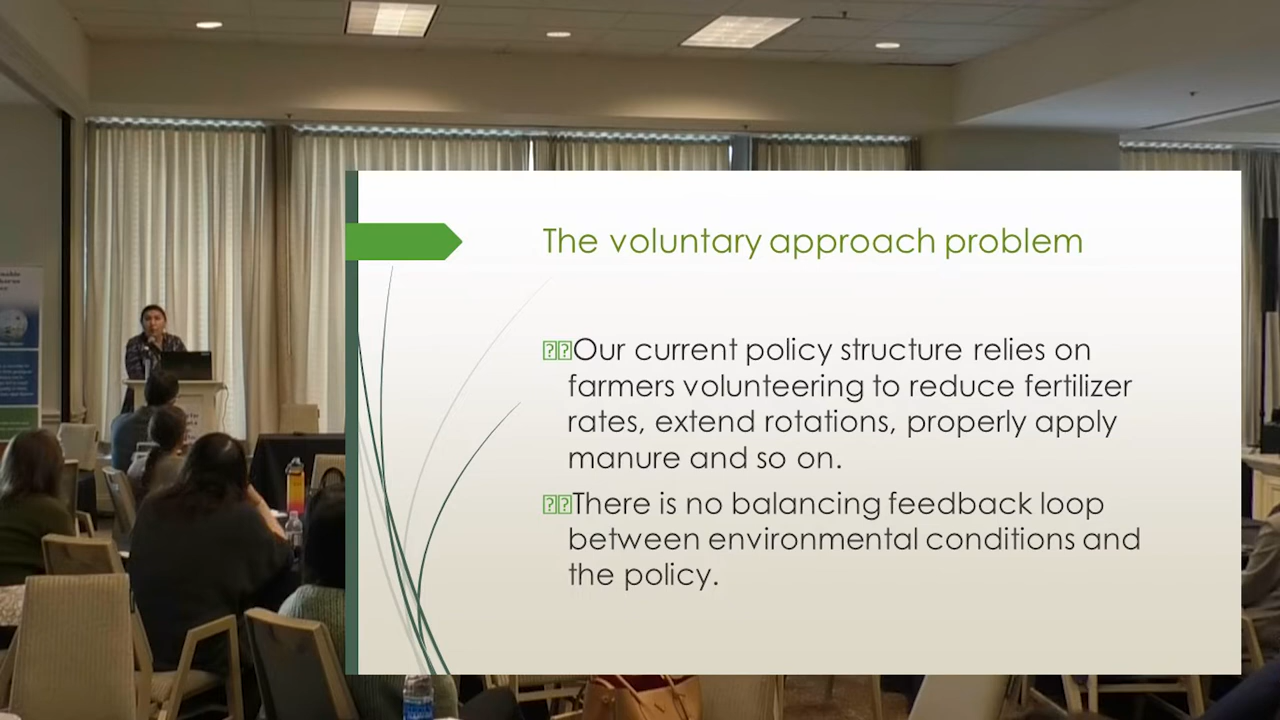 The voluntary approach problem
⍰⍰Our current policy structure relies on
farmers volunteering to reduce fertilizer
rates, extend rotations, properly apply
manure and so on.
⍰⍰There is no balancing feedback loop
between environmental conditions and
the policy.